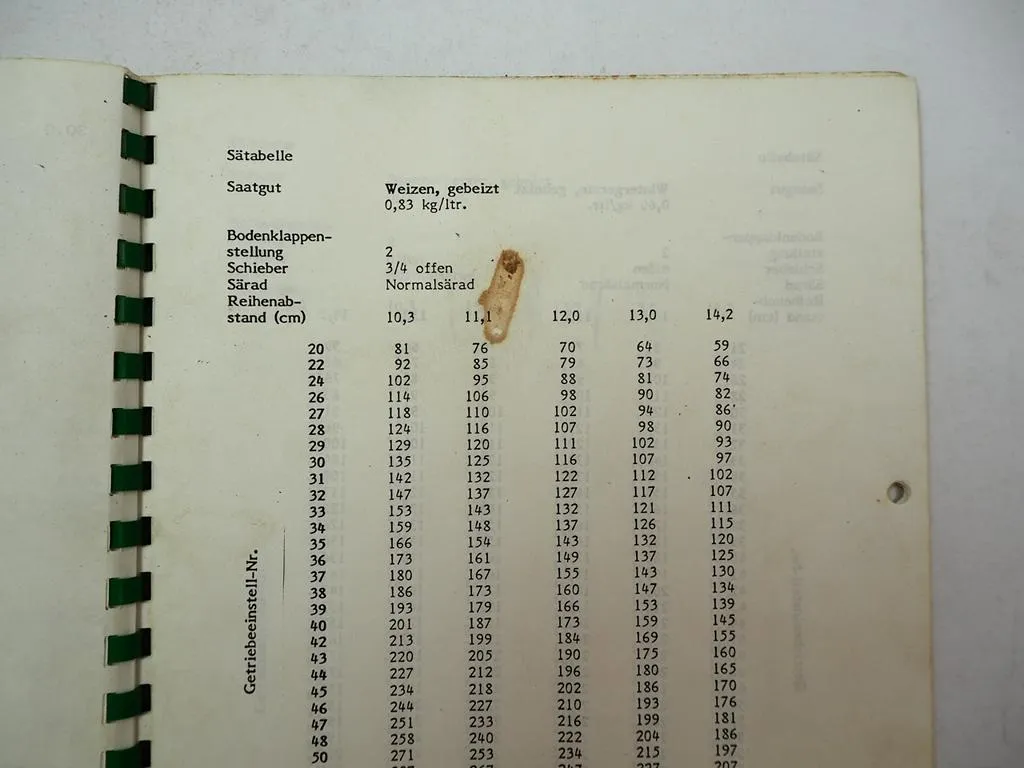 Sätabelle
Saatgut Weizen, gebeizt
0,83 kg/ltr.
Bodenklappen-
stellung 2
Schieber 3/4 offen
Särad Normalsärad
Reihenab-
stand (cm) 10,3 11,1 12,0 13,0 14,2
20 81 76 70 64 59
22 92 85 79 73 66
24 102 95 88 81 74
26 114 106 98 90 82
27 118 110 102 94 86
28 124 116 107 98 90
29 129 120 111 102 93
30 135 125 116 107 97
31 142 132 122 112 102
32 147 137 127 117 107
33 153 143 132 121 111
34 159 148 137 126 115
35 166 154 143 132 120
36 173 161 149 137 125
37 180 167 155 143 130
38 186 173 160 147 134
39 193 179 166 153 139
40 201 187 173 159 145
42 213 199 184 169 155
43 220 205 190 175 160
44 227 212 196 180 165
45 234 218 202 186 170
46 244 227 210 193 176
47 251 233 216 199 181
48 258 240 222 204 186
50 271 253 234 215 197
Getriebeeinstell-Nr.